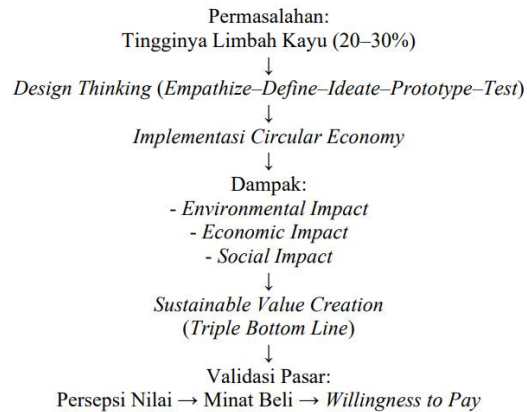 Permasalahan:
Tingginya Limbah Kayu (20–30%)
↓
Design Thinking (Empathize–Define–Ideate–Prototype–Test)
↓
Implementasi Circular Economy
↓
Dampak:
- Environmental Impact
- Economic Impact
- Social Impact
↓
Sustainable Value Creation
(Triple Bottom Line)
↓
Validasi Pasar:
Persepsi Nilai → Minat Beli → Willingness to Pay